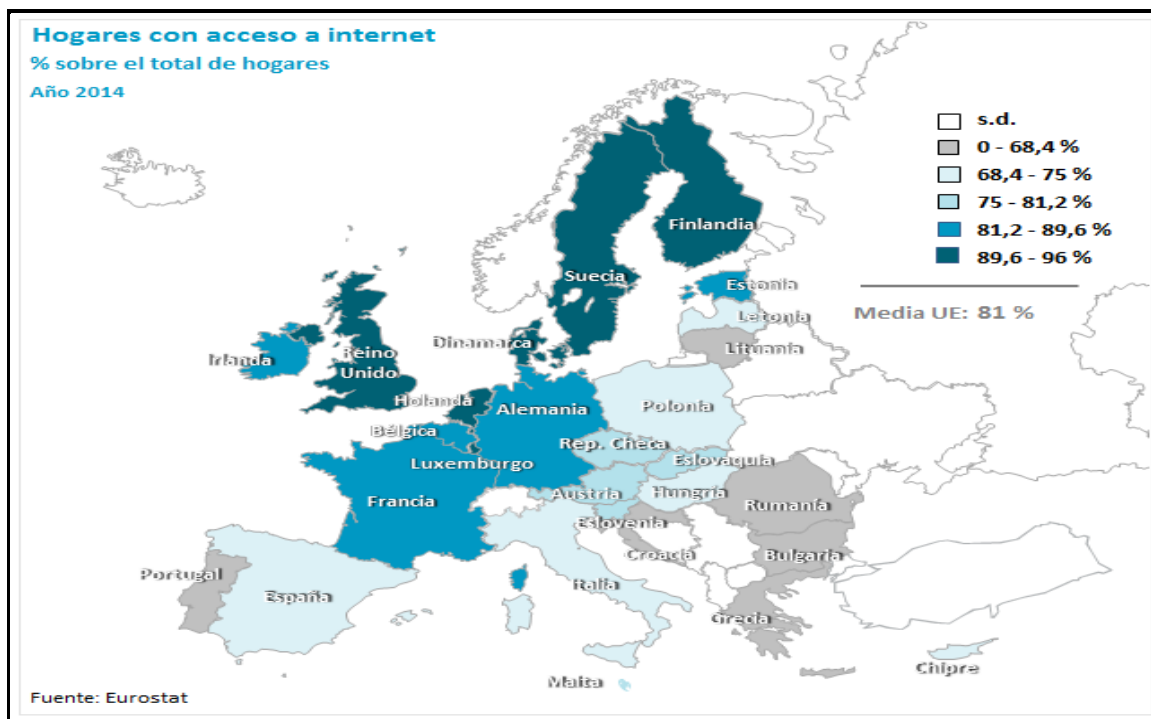 Hogares con acceso a internet
% sobre el total de hogares
Año 2014
s.d.
0 - 68,4 %
68,4 - 75 %
75 - 81,2 %
81,2 - 89,6 %
89,6 - 96 %
Media UE: 81 %
Finlandia
Suecia
Estonia
Letonia
Lituania
Dinamarca
Irlanda
Reino
Unido
Holanda
Alemania
Polonia
Bélgica
Rep. Checa
Luxemburgo
Eslovaquia
Francia
Austria
Hungría
Rumanía
Eslovenia
Croacia
Bulgaria
Portugal
España
Italia
Grecia
Chipre
Malta
Fuente: Eurostat